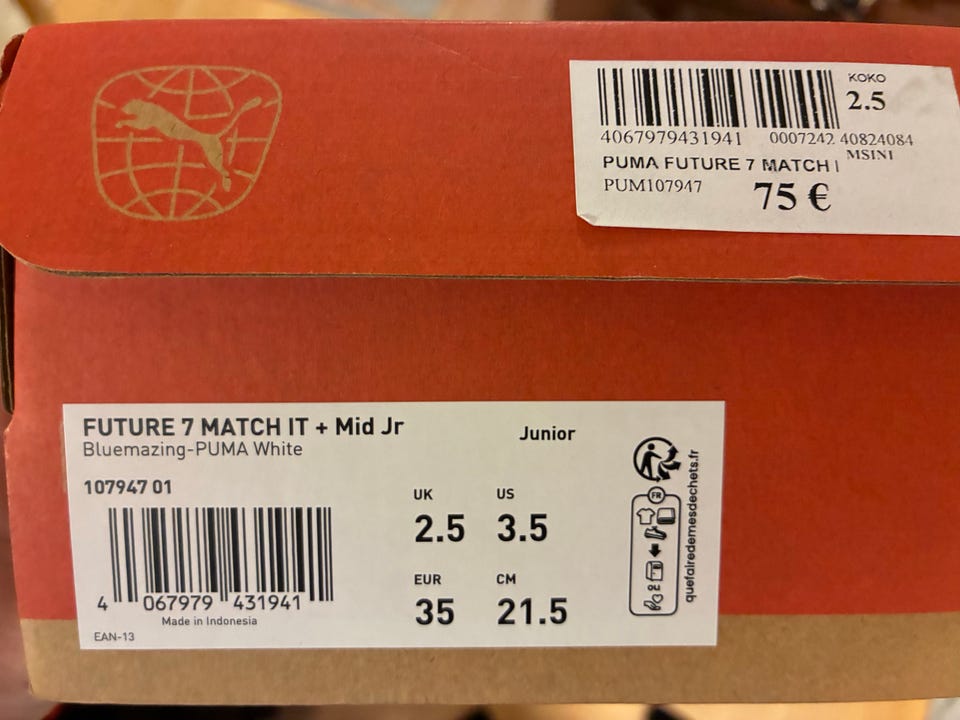 KOKO
2.5
4067979431941 0007242 40824084
MSINI
PUMA FUTURE 7 MATCH I
PUM107947 75 €
FUTURE 7 MATCH IT + Mid Jr
Bluemazing-PUMA White
Junior
107947 01
UK US
2.5 3.5
EUR CM
35 21.5
4 067979 431941
Made in Indonesia
EAN-13
FR
OU
quefairedemesdechets.fr